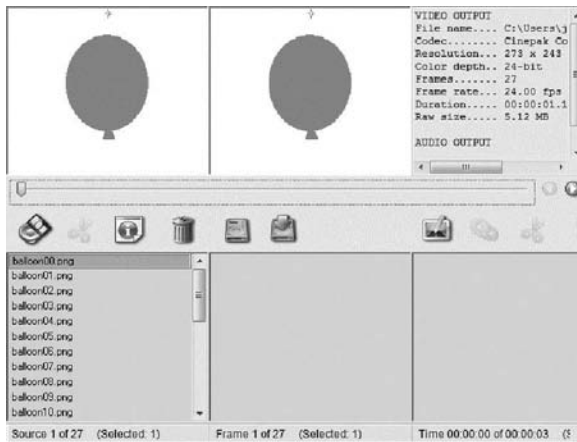 VIDEO OUTPUT
File name.... C:\Users\j
Codec........ Cinepak Co
Resolution... 273 x 243
Color depth.. 24-bit
Frames....... 27
Frame rate... 24.00 fps
Duration..... 00:00:01.1
Raw size..... 5.12 MB
AUDIO OUTPUT
balloon00.png
balloon01.png
balloon02.png
balloon03.png
balloon04.png
balloon05.png
balloon06.png
balloon07.png
balloon08.png
balloon09.png
balloon10.png
Source 1 of 27 (Selected: 1)
Frame 1 of 27 (Selected: 1)
Time 00:00:00 of 00:00:03